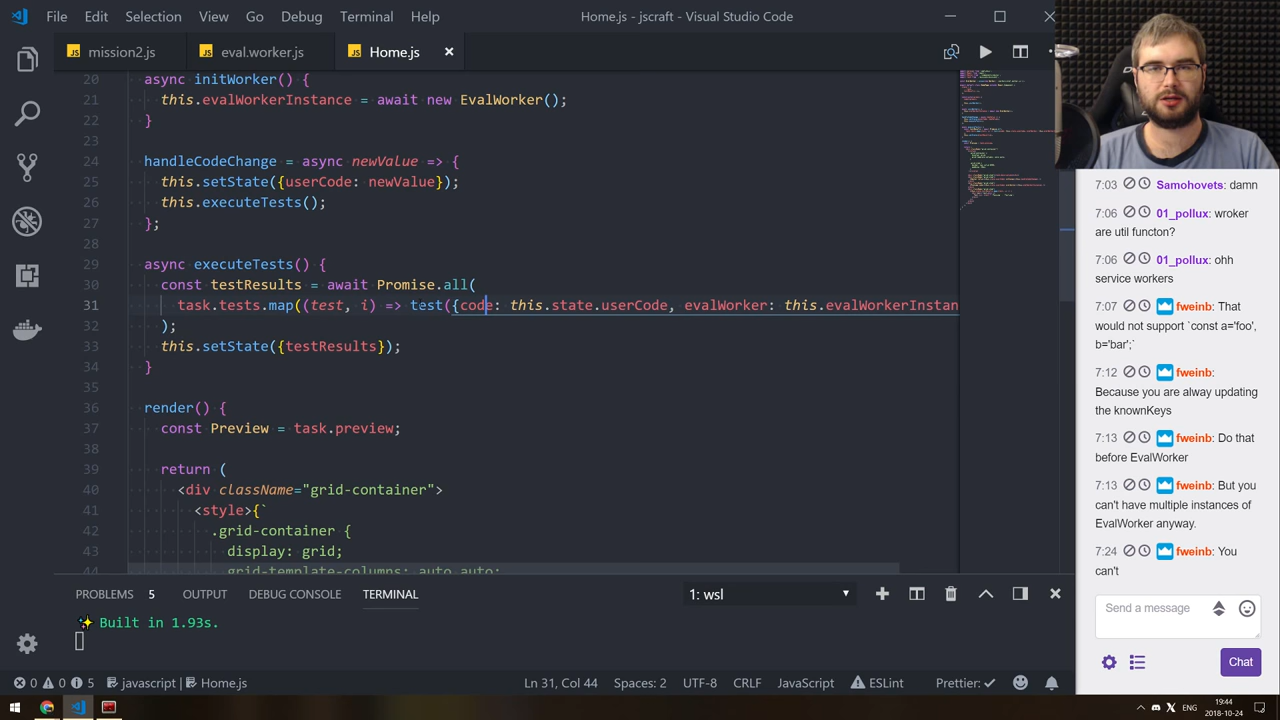 File Edit Selection View Go Debug Terminal Help Home.js - jscraft - Visual Studio Code
JS mission2.js JS eval.worker.js JS Home.js
20 async initWorker() {
21 this.evalWorkerInstance = await new EvalWorker();
22 }
23
24 handleCodeChange = async newValue => {
25 this.setState({userCode: newValue});
26 this.executeTests();
27 };
28
29 async executeTests() {
30 const testResults = await Promise.all(
31 task.tests.map((test, i) => test({code: this.state.userCode, evalWorker: this.evalWorkerInstan
32 );
33 this.setState({testResults});
34 }
35
36 render() {
37 const Preview = task.preview;
38
39 return (
40 <div className="grid-container">
41 <style>{`
42 .grid-container {
43 display: grid;
44 grid-template-columns: auto auto;
PROBLEMS 5 OUTPUT DEBUG CONSOLE TERMINAL 1: wsl
Built in 1.93s.
0 0 5 javascript Home.js Ln 31, Col 44 Spaces: 2 UTF-8 CRLF JavaScript ESLint Prettier: ✓
7:03 Samohovets: damn
7:06 01_pollux: wroker
are util functon?
7:06 01_pollux: ohh
service workers
7:07 fweinb: That
would not support `const a='foo',
b='bar';`
7:12 fweinb:
Because you are alway updating
the knownKeys
7:13 fweinb: Do that
before EvalWorker
7:13 fweinb: But you
can't have multiple instances of
EvalWorker anyway.
7:24 fweinb: You
can't
Send a message
Chat
ENG 19:44
2018-10-24